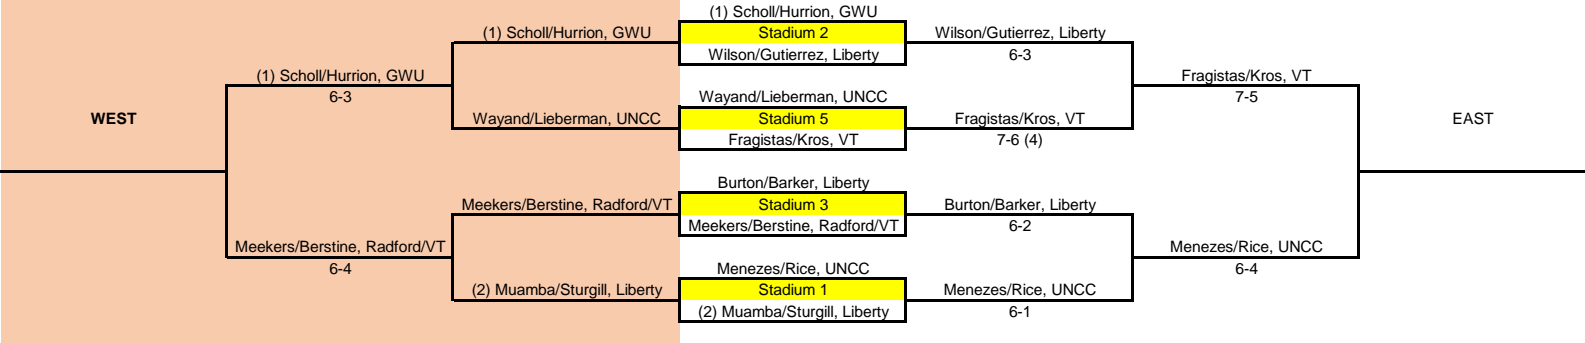 (1) Scholl/Hurrion, GWU
(1) Scholl/Hurrion, GWU
Stadium 2
Wilson/Gutierrez, Liberty
Wilson/Gutierrez, Liberty
6-3
(1) Scholl/Hurrion, GWU
6-3
Fragistas/Kros, VT
7-5
Wayand/Lieberman, UNCC
WEST
Wayand/Lieberman, UNCC
Stadium 5
Fragistas/Kros, VT
EAST
Fragistas/Kros, VT
7-6 (4)
Burton/Barker, Liberty
Meekers/Berstine, Radford/VT
Stadium 3
Burton/Barker, Liberty
Meekers/Berstine, Radford/VT
6-2
Meekers/Berstine, Radford/VT
6-4
Menezes/Rice, UNCC
6-4
Menezes/Rice, UNCC
(2) Muamba/Sturgill, Liberty
Stadium 1
Menezes/Rice, UNCC
(2) Muamba/Sturgill, Liberty
6-1